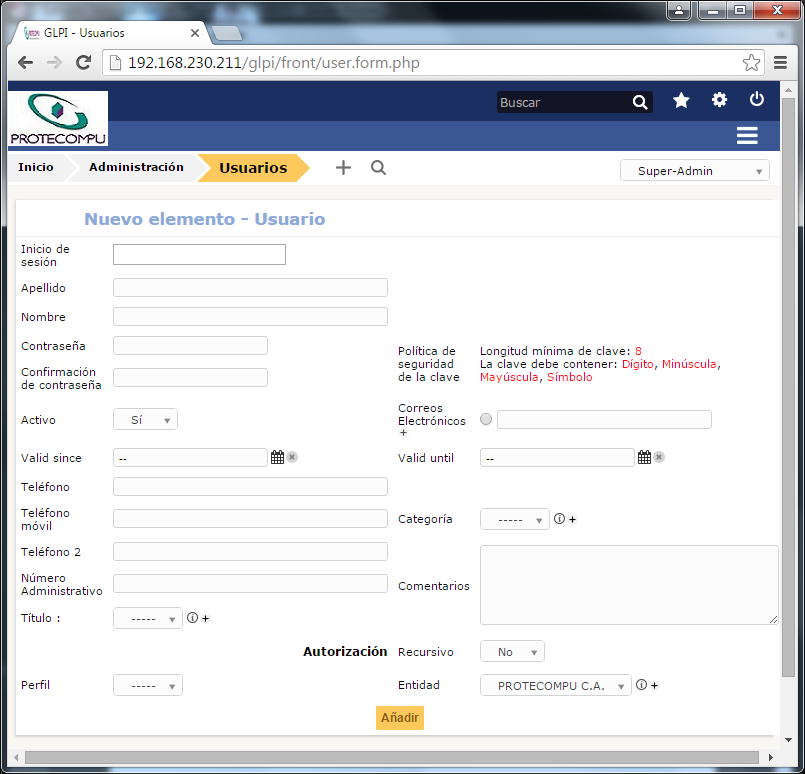 GLPI - Usuarios
192.168.230.211/glpi/front/user.form.php
PROTECOMPU
Buscar
Inicio Administración Usuarios
Super-Admin
Nuevo elemento - Usuario
Inicio de
sesión
Apellido
Nombre
Contraseña
Confirmación
de contraseña
Política de
seguridad
de la clave
Longitud mínima de clave: 8
La clave debe contener: Dígito, Minúscula,
Mayúscula, Símbolo
Activo
Sí
Correos
Electrónicos
+
Valid since
--
Valid until
--
Teléfono
Teléfono
móvil
Categoría
----- +
Teléfono 2
Número
Administrativo
Comentarios
Título :
----- +
Autorización
Recursivo
No
Perfil
-----
Entidad
PROTECOMPU C.A. +
Añadir